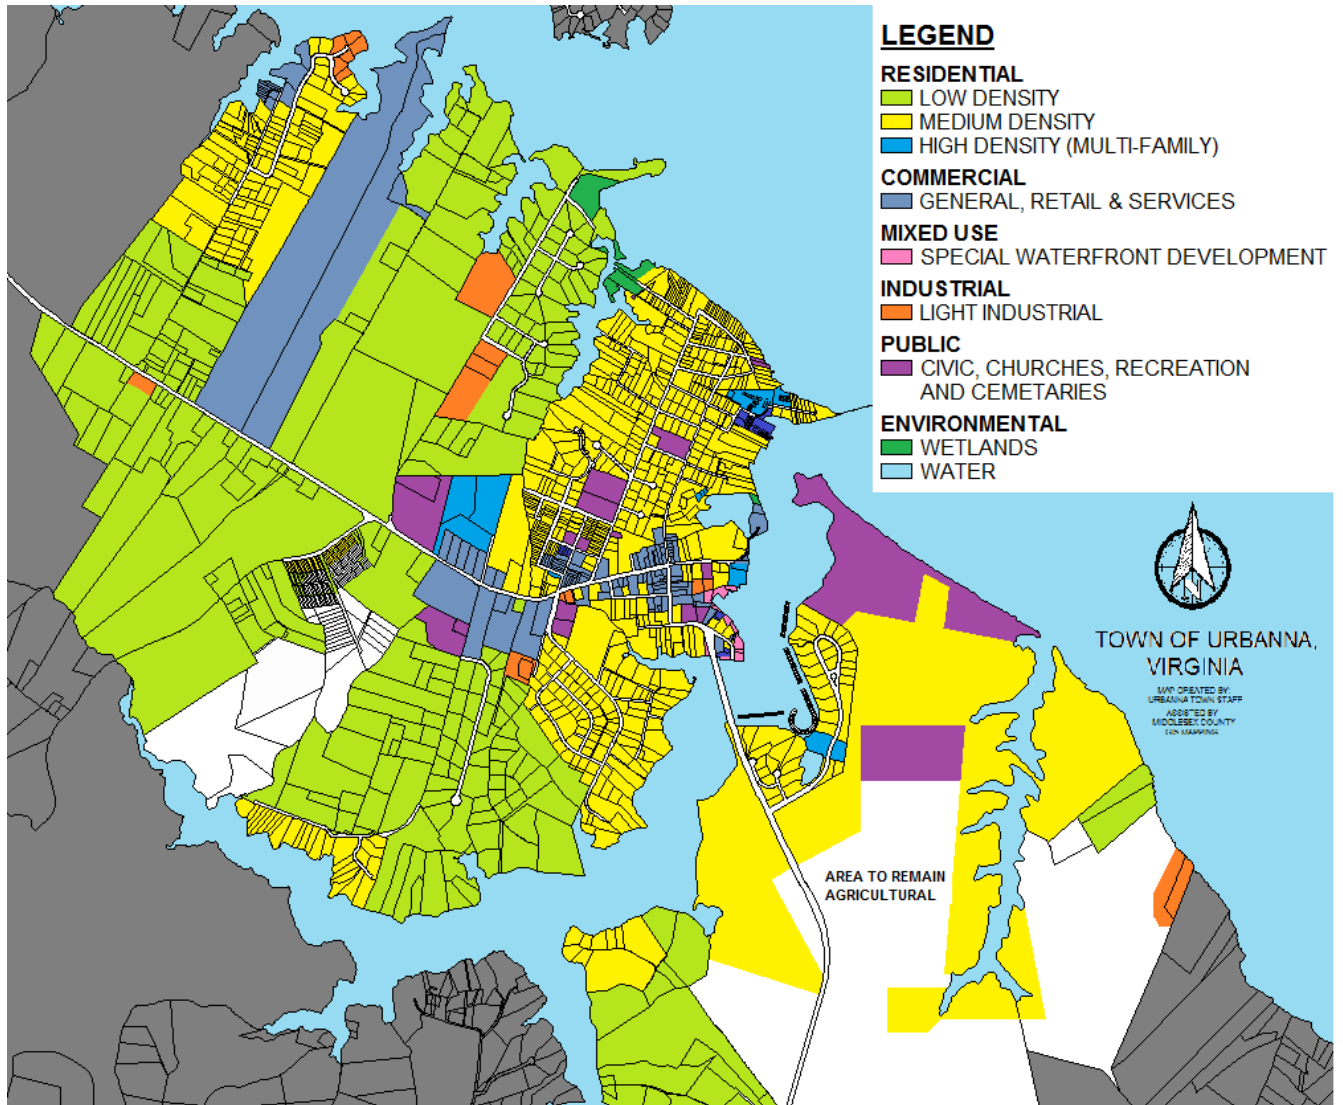 LEGEND
RESIDENTIAL
LOW DENSITY
MEDIUM DENSITY
HIGH DENSITY (MULTI-FAMILY)
COMMERCIAL
GENERAL, RETAIL & SERVICES
MIXED USE
SPECIAL WATERFRONT DEVELOPMENT
INDUSTRIAL
LIGHT INDUSTRIAL
PUBLIC
CIVIC, CHURCHES, RECREATION
AND CEMETARIES
ENVIRONMENTAL
WETLANDS
WATER
TOWN OF URBANNA,
VIRGINIA
MAP CREATED BY:
URBANNA TOWN STAFF
ASSISTED BY
MIDDLESEX COUNTY
GIS MAPPING
AREA TO REMAIN
AGRICULTURAL